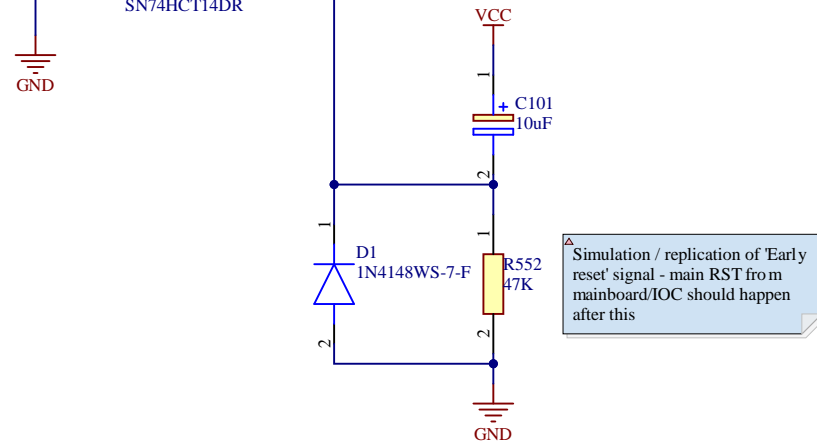 SN74HCT14DR
VCC
GND
1
C101
10uF
2
1
D1
1N4148WS-7-F
2
1
R552
47K
2
Simulation / replication of 'Early
reset' signal - main RST from
mainboard/IOC should happen
after this
GND